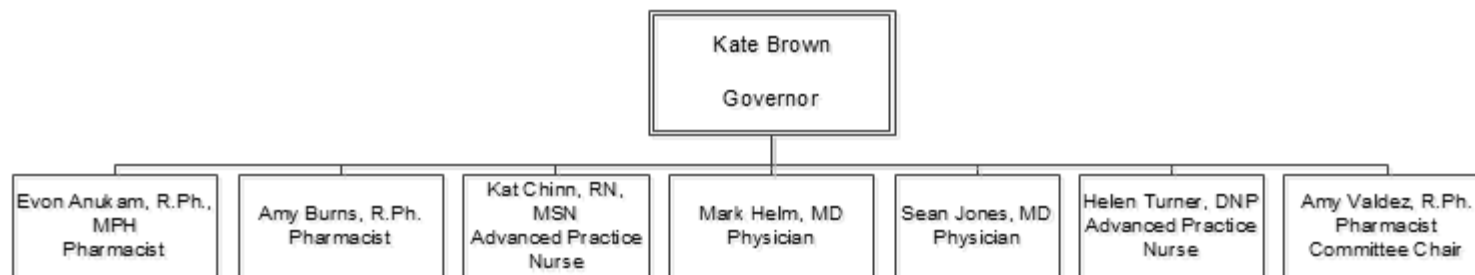 Kate Brown
Governor
Evon Anukam, R.Ph.,
MPH
Pharmacist
Amy Burns, R.Ph.
Pharmacist
Kat Chinn, RN,
MSN
Advanced Practice
Nurse
Mark Helm, MD
Physician
Sean Jones, MD
Physician
Helen Turner, DNP
Advanced Practice
Nurse
Amy Valdez, R.Ph.
Pharmacist
Committee Chair